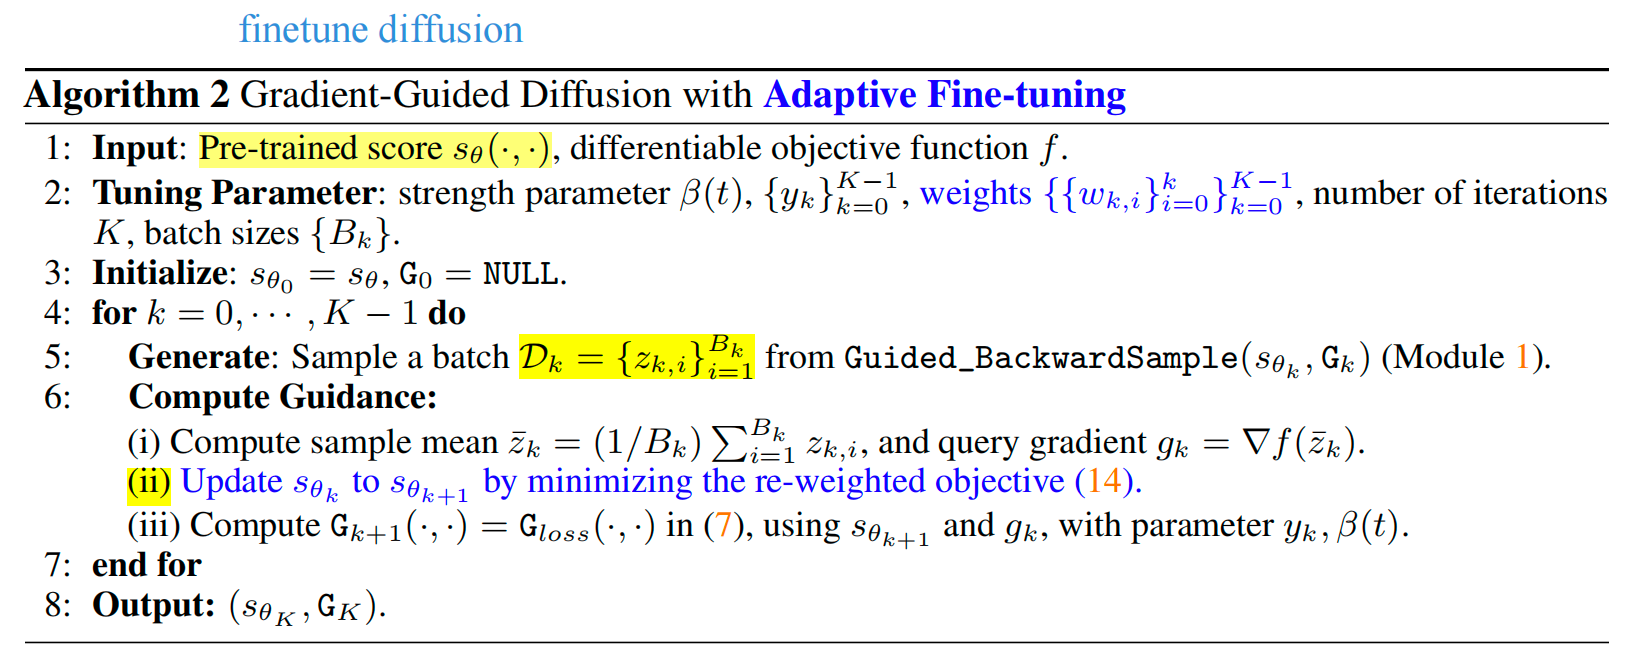 finetune diffusion
Algorithm 2 Gradient-Guided Diffusion with Adaptive Fine-tuning
1: Input: Pre-trained score $s_\theta(\cdot,\cdot)$, differentiable objective function $f$.
2: Tuning Parameter: strength parameter $\beta(t)$, $\{y_k\}_{k=0}^{K-1}$, weights $\{\{w_{k,i}\}_{i=0}^{k}\}_{k=0}^{K-1}$, number of iterations
$K$, batch sizes $\{B_k\}$.
3: Initialize: $s_{\theta_0} = s_\theta$, $\mathtt{G}_0 = \mathtt{NULL}$.
4: for $k = 0, \cdots, K-1$ do
5: Generate: Sample a batch $\mathcal{D}_k = \{z_{k,i}\}_{i=1}^{B_k}$ from Guided_BackwardSample$(s_{\theta_k}, \mathtt{G}_k)$ (Module 1).
6: Compute Guidance:
(i) Compute sample mean $\bar{z}_k = (1/B_k)\sum_{i=1}^{B_k} z_{k,i}$, and query gradient $g_k = \nabla f(\bar{z}_k)$.
(ii) Update $s_{\theta_k}$ to $s_{\theta_{k+1}}$ by minimizing the re-weighted objective (14).
(iii) Compute $\mathtt{G}_{k+1}(\cdot,\cdot) = \mathtt{G}_{loss}(\cdot,\cdot)$ in (7), using $s_{\theta_{k+1}}$ and $g_k$, with parameter $y_k, \beta(t)$.
7: end for
8: Output: $(s_{\theta_K}, \mathtt{G}_K)$.